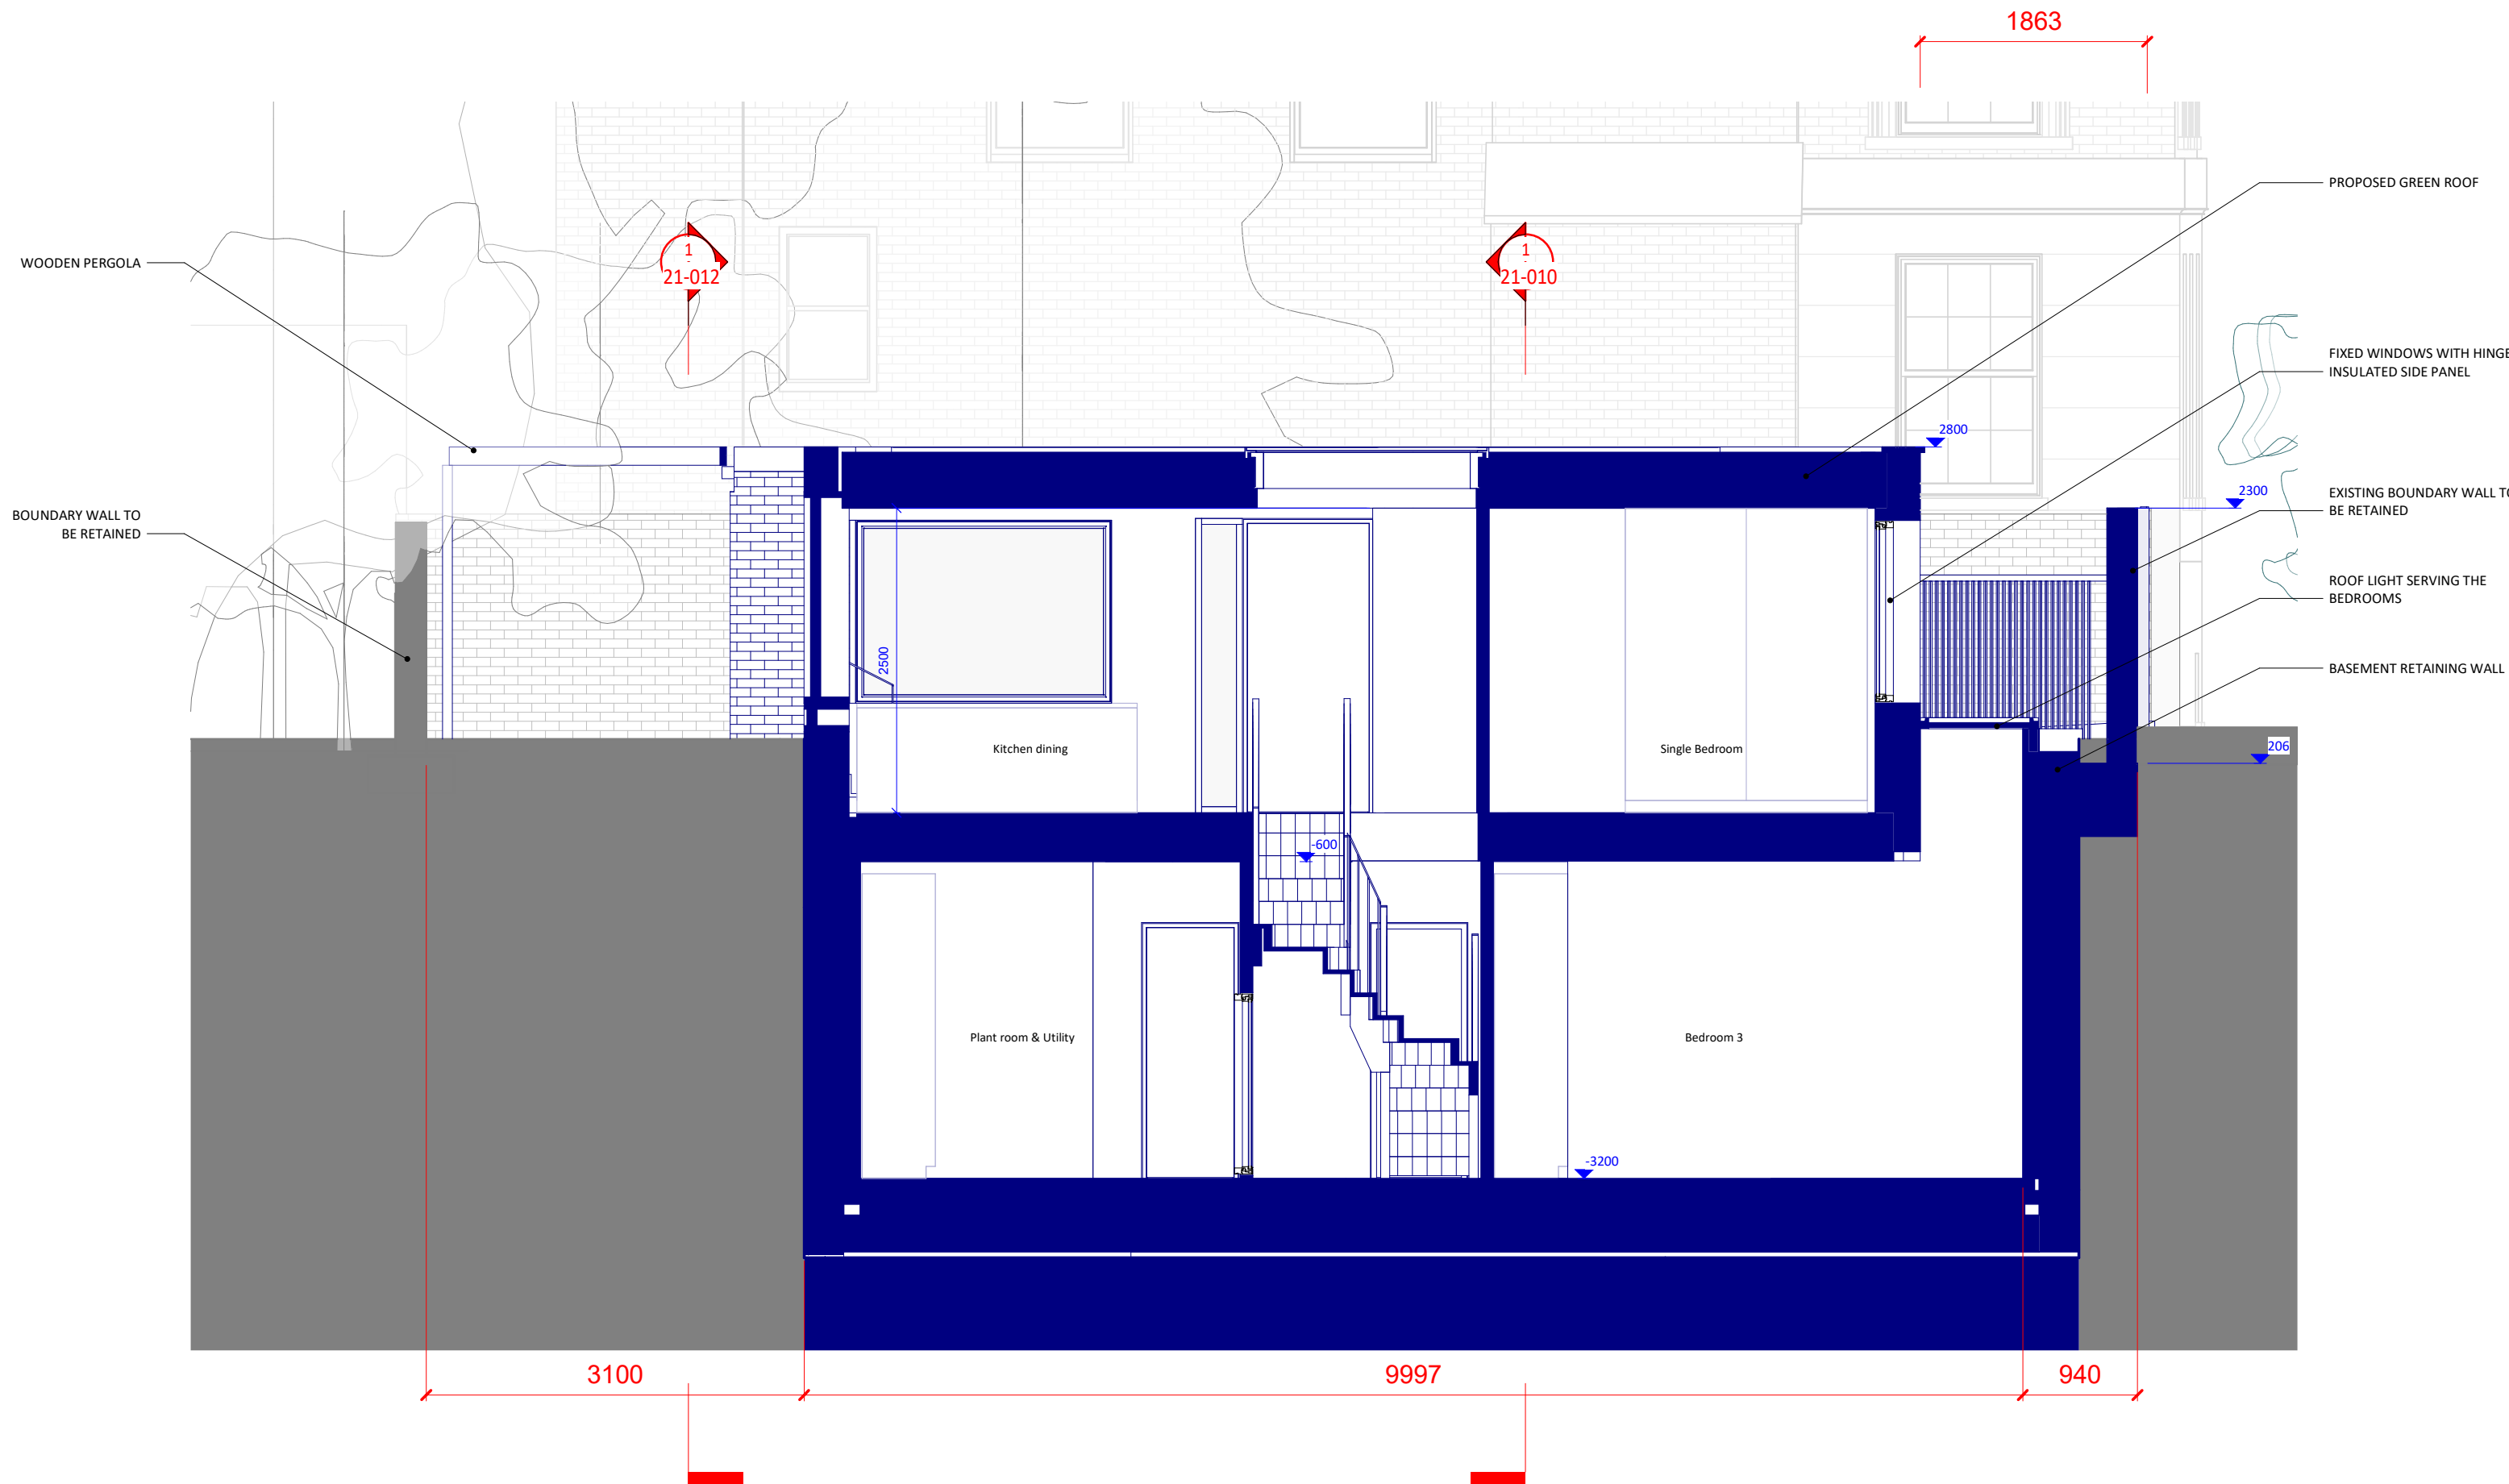 1863
PROPOSED GREEN ROOF
1
21-012
1
21-010
WOODEN PERGOLA
FIXED WINDOWS WITH HINGE
INSULATED SIDE PANEL
2800
2300
EXISTING BOUNDARY WALL TO
BE RETAINED
BOUNDARY WALL TO
BE RETAINED
ROOF LIGHT SERVING THE
BEDROOMS
2500
BASEMENT RETAINING WALL
Kitchen dining
Single Bedroom
206
-600
Plant room & Utility
Bedroom 3
-3200
3100
9997
940